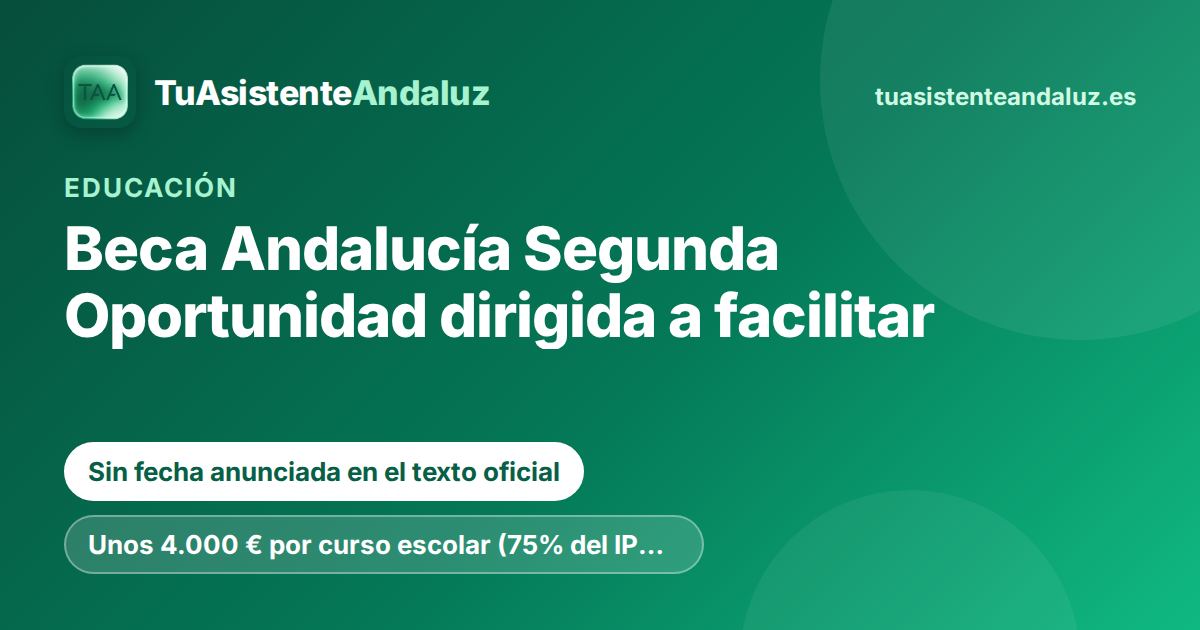 TAA
TuAsistenteAndaluz
tuasistenteandaluz.es
EDUCACIÓN
Beca Andalucía Segunda
Oportunidad dirigida a facilitar
Sin fecha anunciada en el texto oficial
Unos 4.000 € por curso escolar (75% del IP…